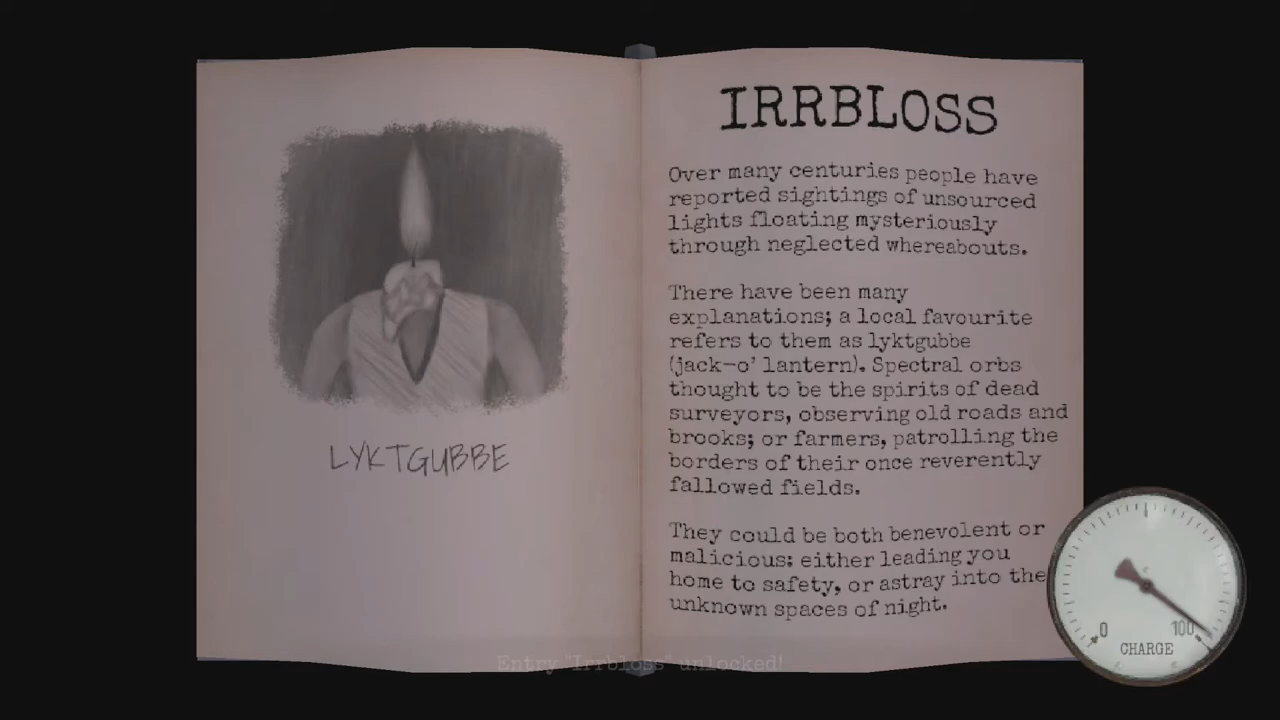 IRRBLOSS
Over many centuries people have
reported sightings of unsourced
lights floating mysteriously
through neglected whereabouts.
There have been many
explanations; a local favourite
refers to them as lyktgubbe
(jack-o' lantern). Spectral orbs
thought to be the spirits of dead
surveyors, observing old roads and
brooks; or farmers, patrolling the
borders of their once reverently
fallowed fields.
They could be both benevolent or
malicious: either leading you
home to safety, or astray into the
unknown spaces of night.
LYKTGUBBE
Entry "Irrbloss" unlocked!
0
100
CHARGE